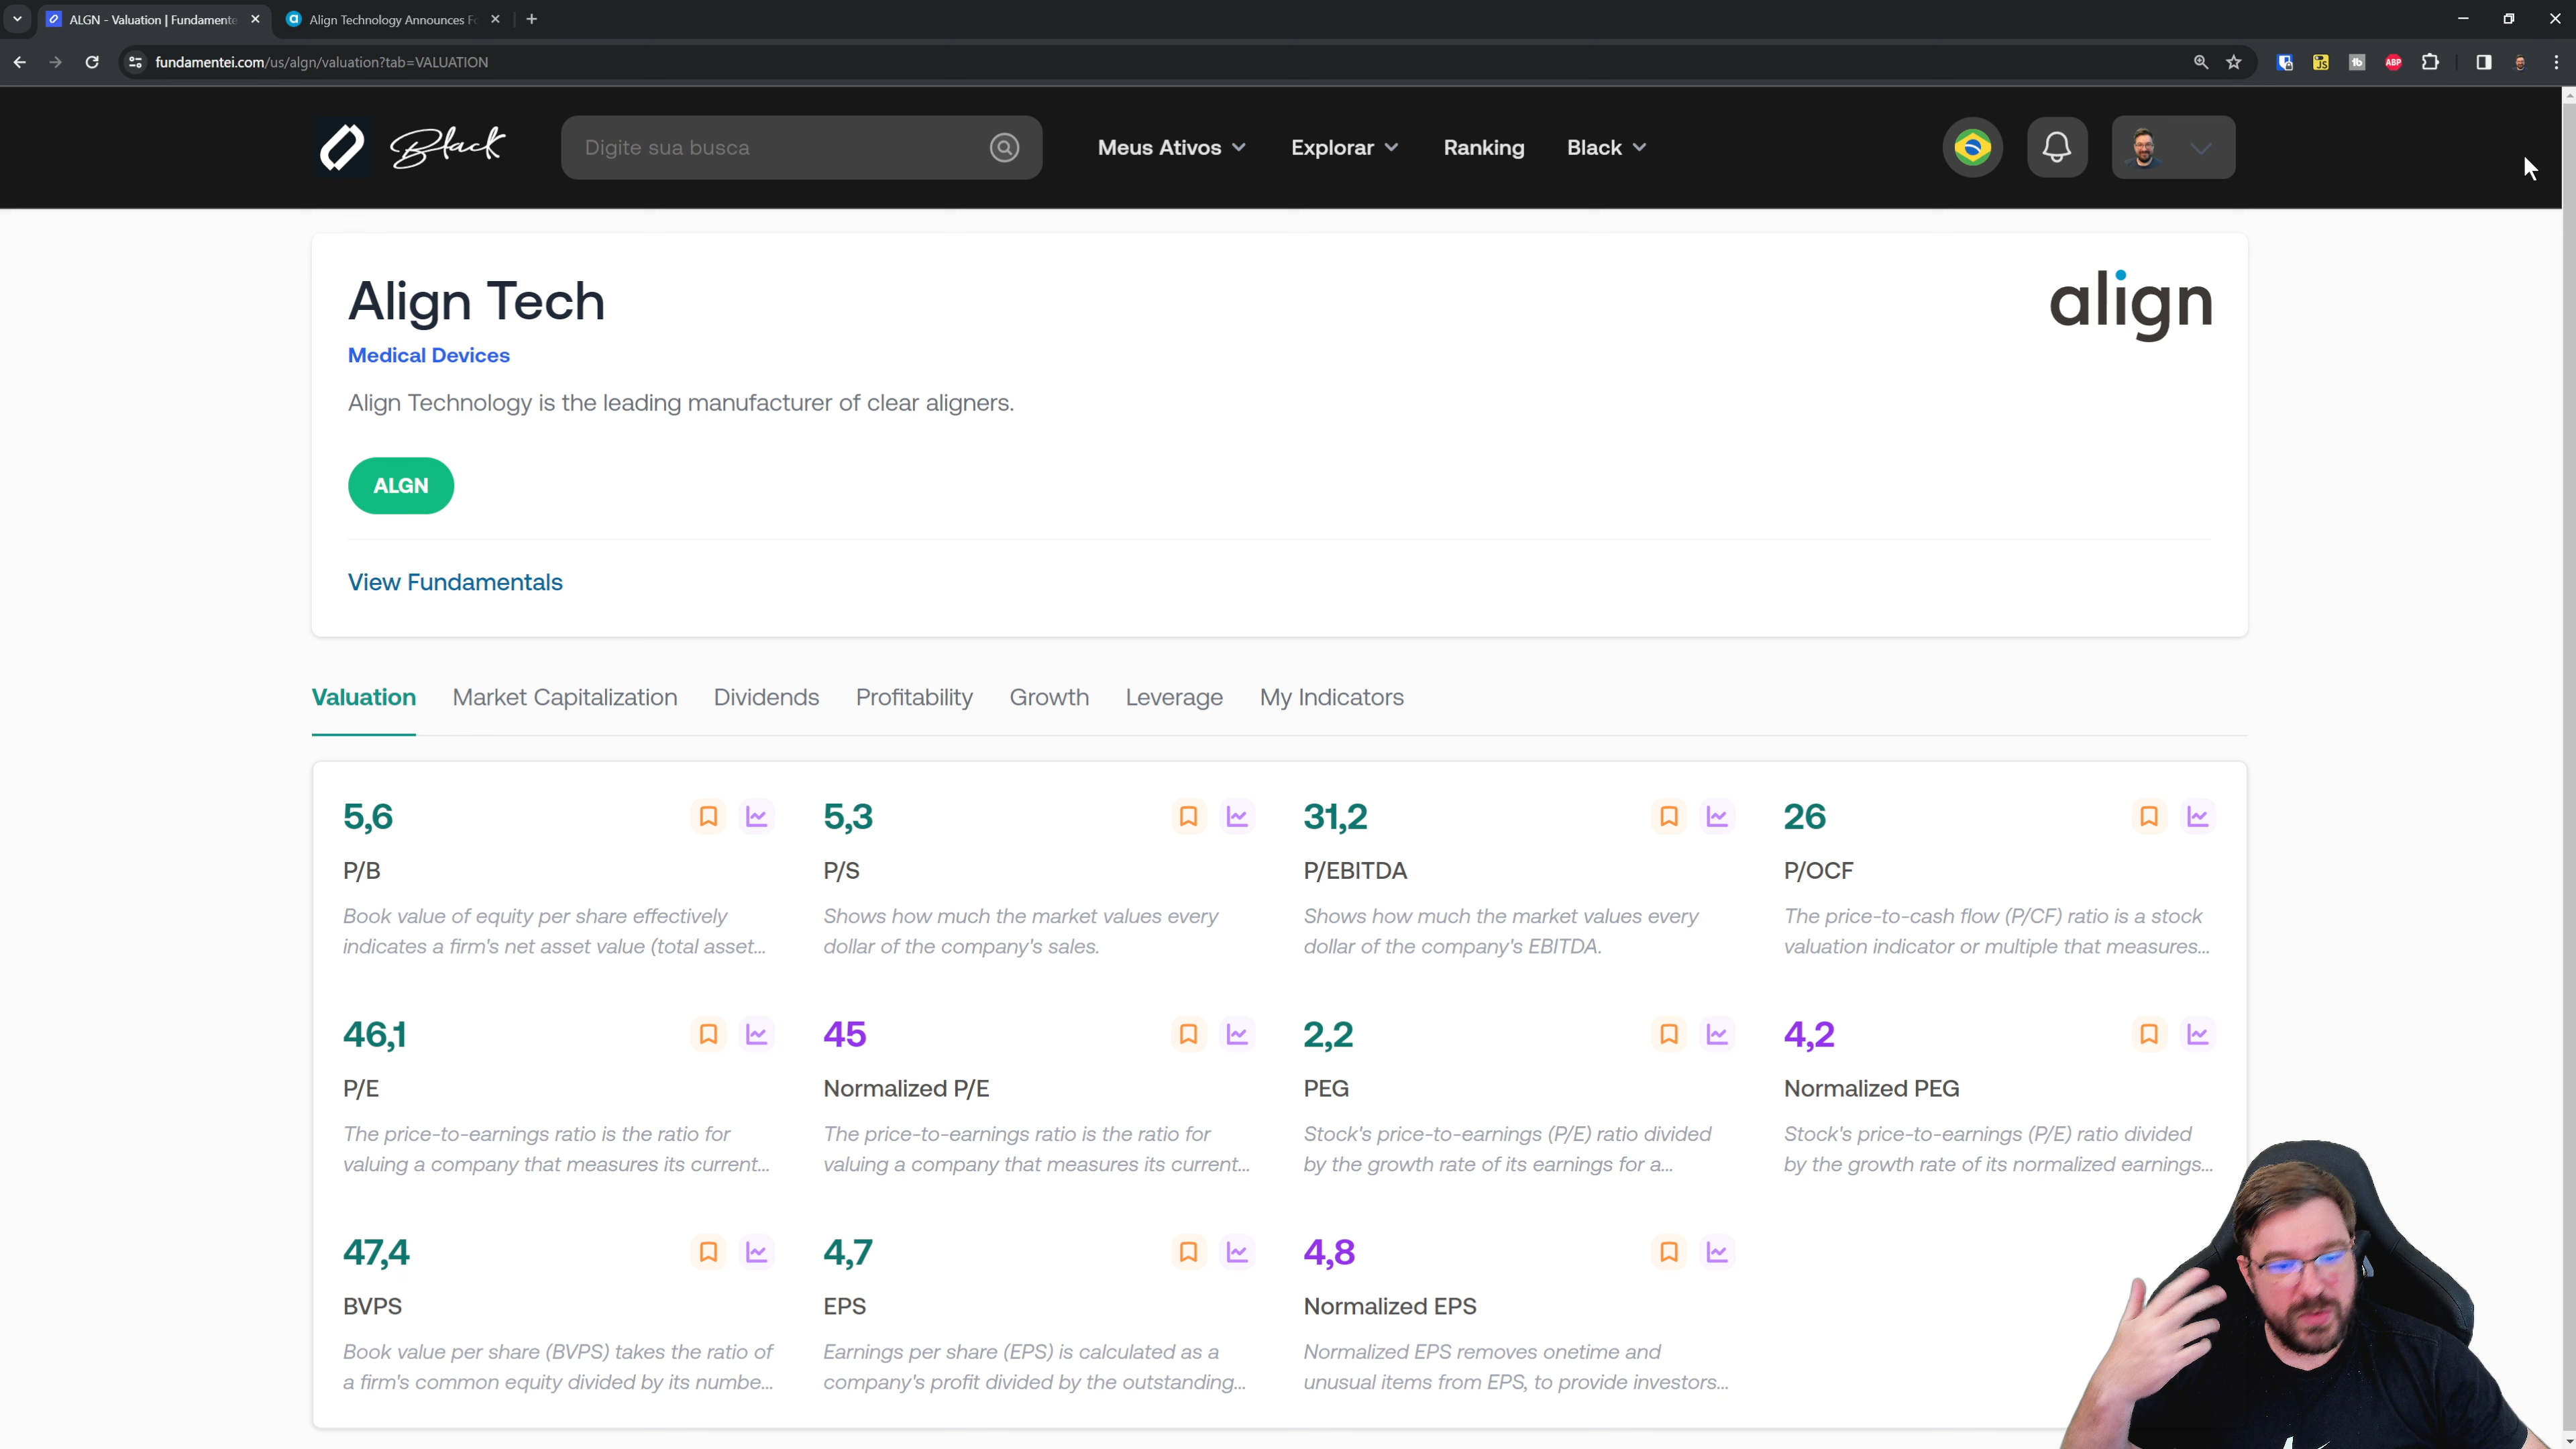 ALGN - Valuation | Fundamente
Align Technology Announces Fo
fundamentei.com/us/algn/valuation?tab=VALUATION
JS
tb
ABP
Black
Digite sua busca
Meus Ativos
Explorar
Ranking
Black
Align Tech
align
Medical Devices
Align Technology is the leading manufacturer of clear aligners.
ALGN
View Fundamentals
Valuation
Market Capitalization
Dividends
Profitability
Growth
Leverage
My Indicators
5,6
P/B
Book value of equity per share effectively
indicates a firm's net asset value (total asset...
5,3
P/S
Shows how much the market values every
dollar of the company's sales.
31,2
P/EBITDA
Shows how much the market values every
dollar of the company's EBITDA.
26
P/OCF
The price-to-cash flow (P/CF) ratio is a stock
valuation indicator or multiple that measures...
46,1
P/E
The price-to-earnings ratio is the ratio for
valuing a company that measures its current...
45
Normalized P/E
The price-to-earnings ratio is the ratio for
valuing a company that measures its current...
2,2
PEG
Stock's price-to-earnings (P/E) ratio divided
by the growth rate of its earnings for a...
4,2
Normalized PEG
Stock's price-to-earnings (P/E) ratio divided
by the growth rate of its normalized earnings...
47,4
BVPS
Book value per share (BVPS) takes the ratio of
a firm's common equity divided by its numbe...
4,7
EPS
Earnings per share (EPS) is calculated as a
company's profit divided by the outstanding...
4,8
Normalized EPS
Normalized EPS removes onetime and
unusual items from EPS, to provide investors...